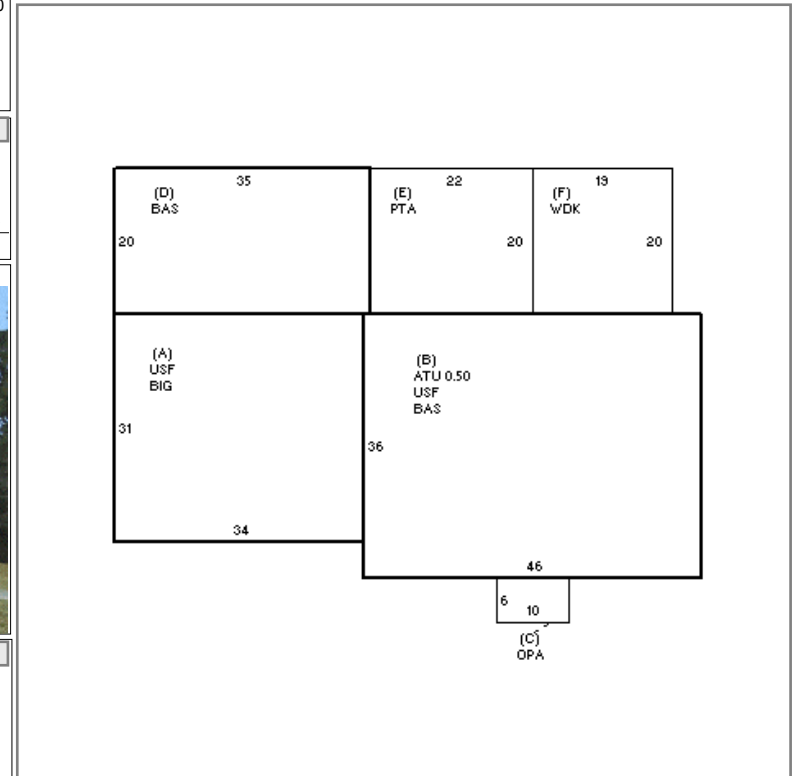 35
(D)
BAS
20
22
(E)
PTA
20
19
(F)
WDK
20
(A)
USF
BIG
31
34
(B)
ATU 0.50
USF
BAS
36
46
6
10
(C)
OPA